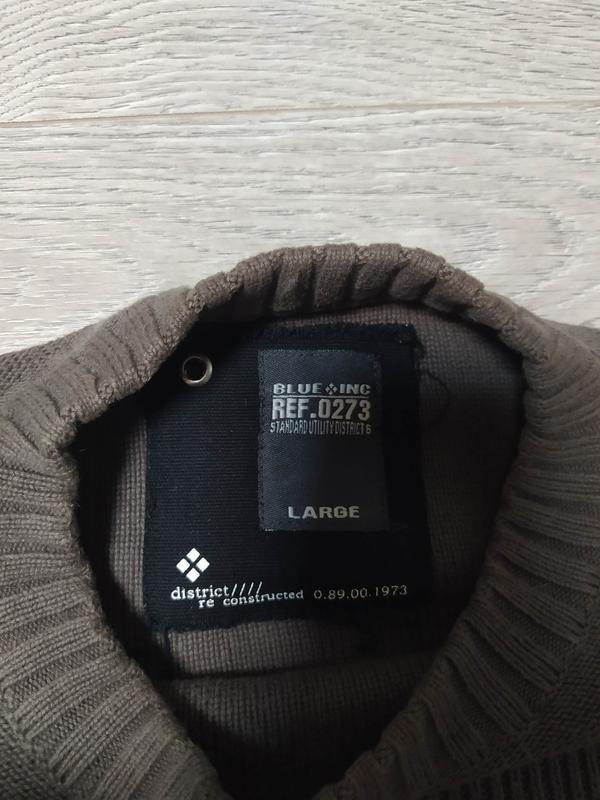 BLUE INC
REF.0273
STANDARD UTILITY DISTRICT 6
LARGE
district////
re constructed 0.89.00.1973